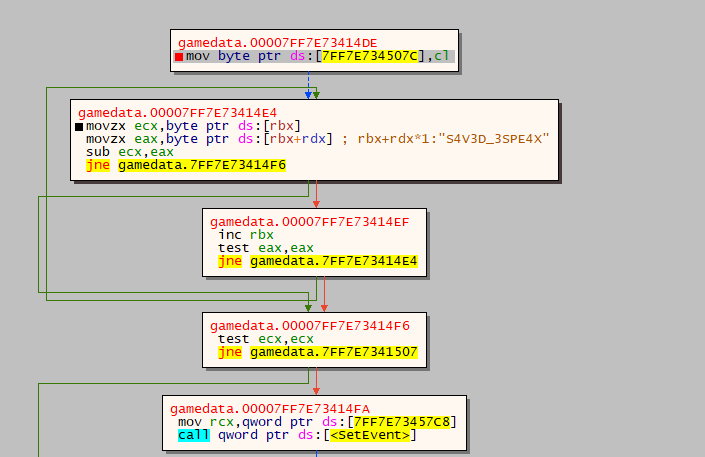 gamedata.00007FF7E73414DE
mov byte ptr ds:[7FF7E734507C],cl
gamedata.00007FF7E73414E4
movzx ecx,byte ptr ds:[rbx]
movzx eax,byte ptr ds:[rbx+rdx] ; rbx+rdx*1:"S4V3D_3SPE4X"
sub ecx,eax
jne gamedata.7FF7E73414F6
gamedata.00007FF7E73414EF
inc rbx
test eax,eax
jne gamedata.7FF7E73414E4
gamedata.00007FF7E73414F6
test ecx,ecx
jne gamedata.7FF7E7341507
gamedata.00007FF7E73414FA
mov rcx,qword ptr ds:[7FF7E73457C8]
call qword ptr ds:[<SetEvent>]